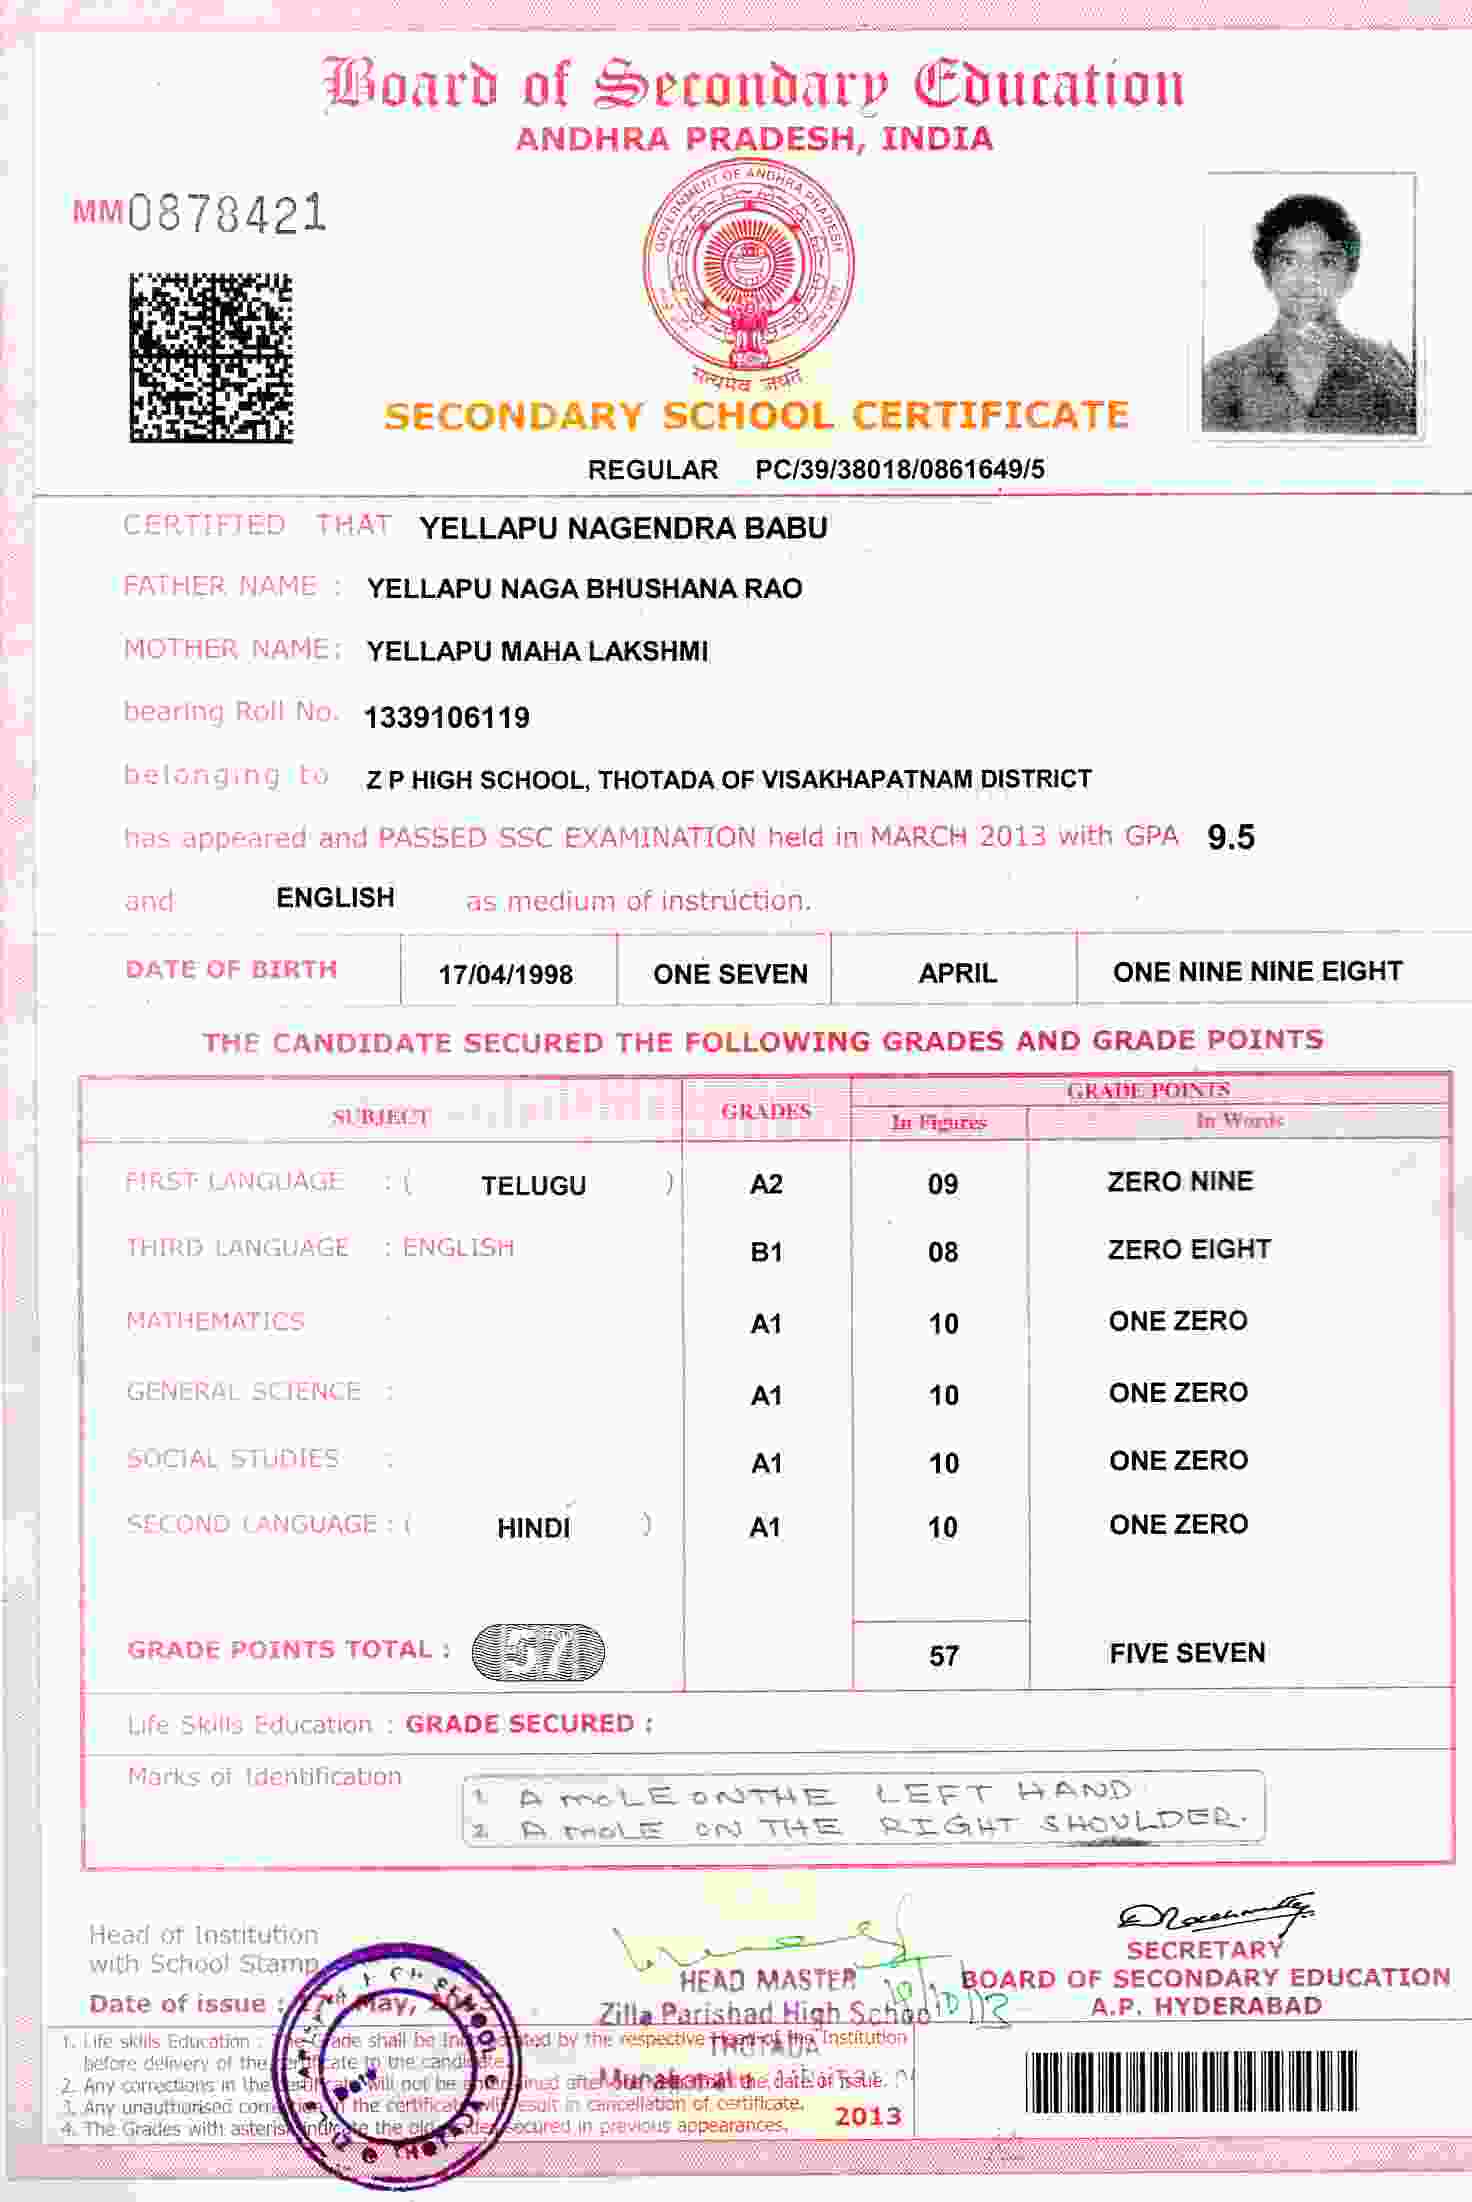 Board of Secondary Education
ANDHRA PRADESH, INDIA
MM0878421
GOVERNMENT OF ANDHRA PRADESH
सत्यमेव जयते
SECONDARY SCHOOL CERTIFICATE
REGULAR PC/39/38018/0861649/5
CERTIFIED THAT YELLAPU NAGENDRA BABU
FATHER NAME : YELLAPU NAGA BHUSHANA RAO
MOTHER NAME: YELLAPU MAHA LAKSHMI
bearing Roll No. 1339106119
belonging to Z P HIGH SCHOOL, THOTADA OF VISAKHAPATNAM DISTRICT
has appeared and PASSED SSC EXAMINATION held in MARCH 2013 with GPA 9.5
and ENGLISH as medium of instruction.
DATE OF BIRTH 17/04/1998 ONE SEVEN APRIL ONE NINE NINE EIGHT
THE CANDIDATE SECURED THE FOLLOWING GRADES AND GRADE POINTS
SUBJECT GRADES GRADE POINTS
In Figures In Words
FIRST LANGUAGE : ( TELUGU ) A2 09 ZERO NINE
THIRD LANGUAGE : ENGLISH B1 08 ZERO EIGHT
MATHEMATICS : A1 10 ONE ZERO
GENERAL SCIENCE : A1 10 ONE ZERO
SOCIAL STUDIES : A1 10 ONE ZERO
SECOND LANGUAGE : ( HINDI ) A1 10 ONE ZERO
GRADE POINTS TOTAL : 57 57 FIVE SEVEN
Life Skills Education : GRADE SECURED :
Marks of Identification
1. A MOLE ON THE LEFT HAND
2. A MOLE ON THE RIGHT SHOULDER.
Head of Institution
with School Stamp
SECRETARY
HEAD MASTER BOARD OF SECONDARY EDUCATION
Date of issue : May, Zilla Parishad High School A.P. HYDERABAD
THOTADA
1. Life skills Education : The Grade shall be Incorporated by the respective Head of the Institution
before delivery of the certificate to the candidate.
2. Any corrections in the certificate will not be entertained after the date of issue.
3. Any unauthorised correction in the certificate will result in cancellation of certificate.
4. The Grades with asterisk indicate the old grades secured in previous appearances.
2013